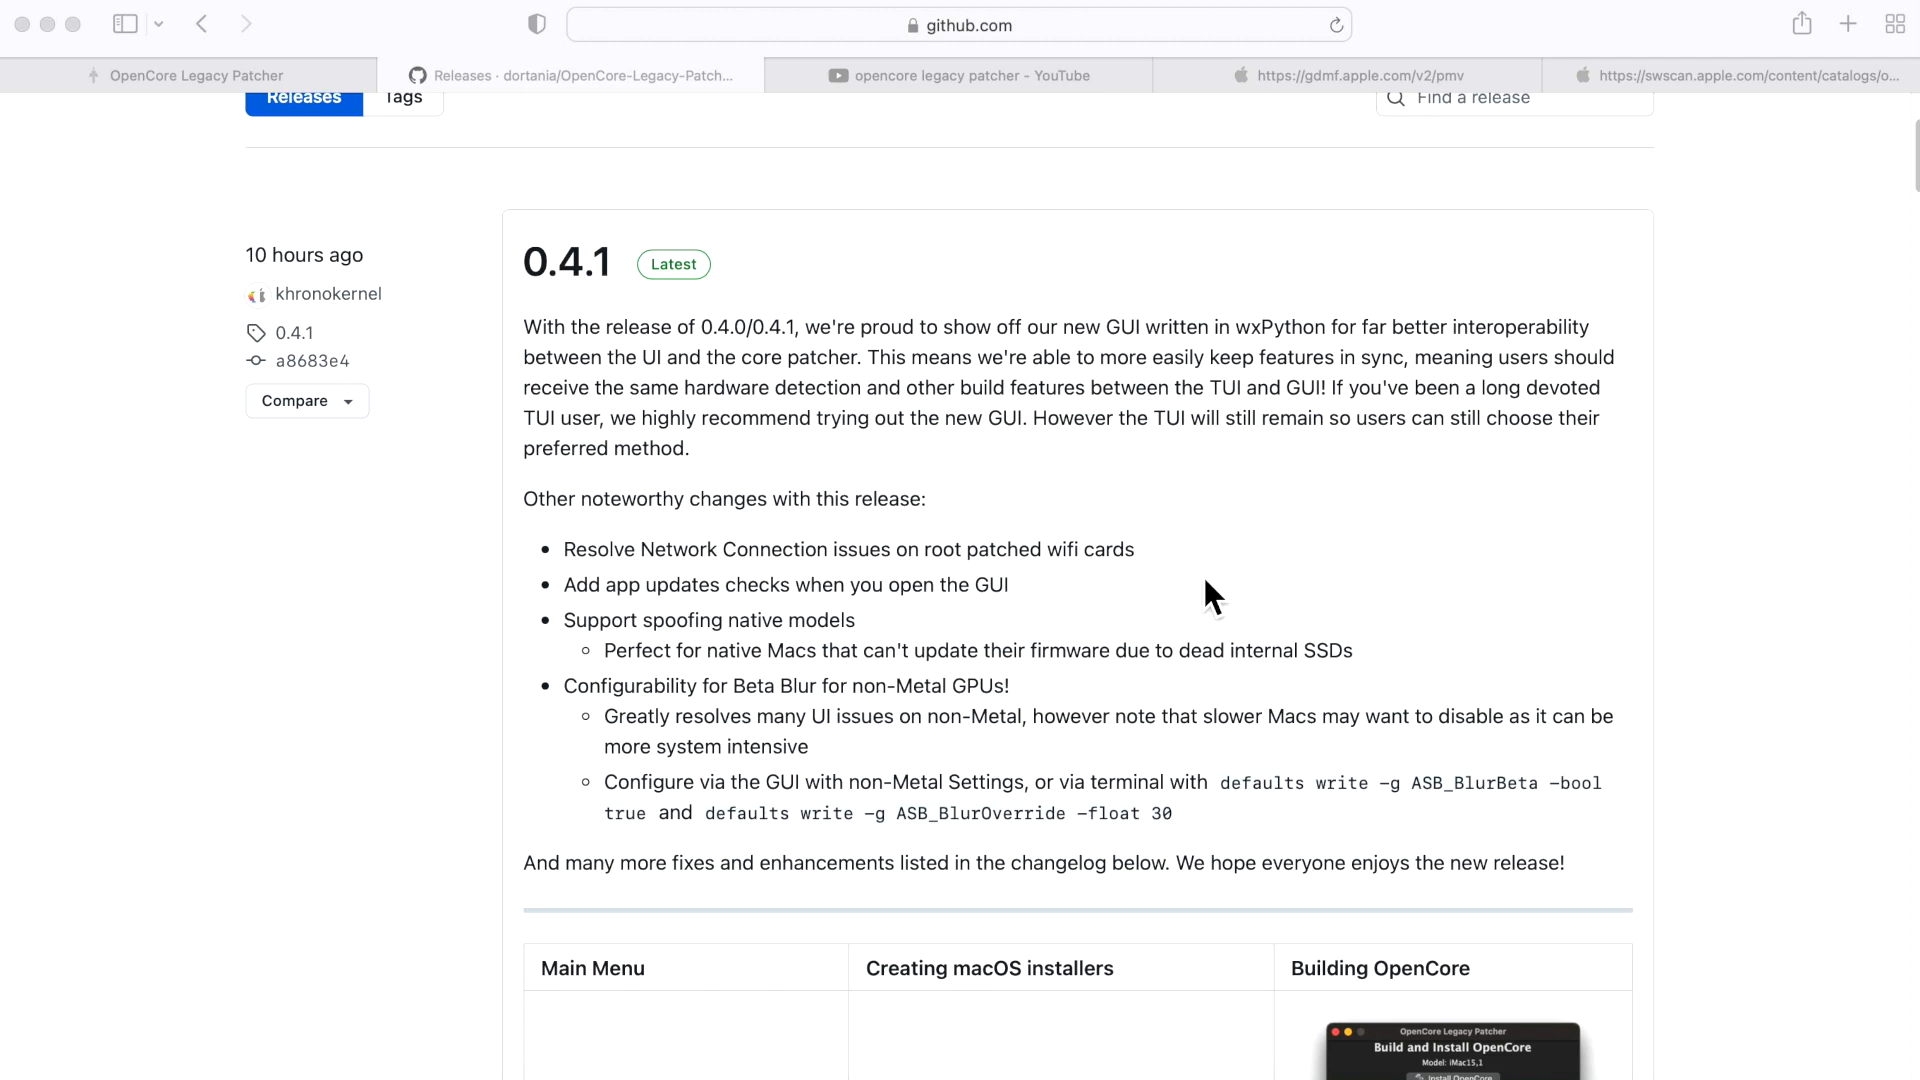 github.com
OpenCore Legacy Patcher
Releases · dortania/OpenCore-Legacy-Patch...
opencore legacy patcher - YouTube
https://gdmf.apple.com/v2/pmv
https://swscan.apple.com/content/catalogs/o...
Releases
Tags
Find a release
10 hours ago
khronokernel
0.4.1
a8683e4
Compare
0.4.1 Latest
With the release of 0.4.0/0.4.1, we're proud to show off our new GUI written in wxPython for far better interoperability
between the UI and the core patcher. This means we're able to more easily keep features in sync, meaning users should
receive the same hardware detection and other build features between the TUI and GUI! If you've been a long devoted
TUI user, we highly recommend trying out the new GUI. However the TUI will still remain so users can still choose their
preferred method.
Other noteworthy changes with this release:
Resolve Network Connection issues on root patched wifi cards
Add app updates checks when you open the GUI
Support spoofing native models
Perfect for native Macs that can't update their firmware due to dead internal SSDs
Configurability for Beta Blur for non-Metal GPUs!
Greatly resolves many UI issues on non-Metal, however note that slower Macs may want to disable as it can be
more system intensive
Configure via the GUI with non-Metal Settings, or via terminal with defaults write -g ASB_BlurBeta -bool
true and defaults write -g ASB_BlurOverride -float 30
And many more fixes and enhancements listed in the changelog below. We hope everyone enjoys the new release!
Main Menu
Creating macOS installers
Building OpenCore
OpenCore Legacy Patcher
Build and Install OpenCore
Model: iMac15,1
Install OpenCore